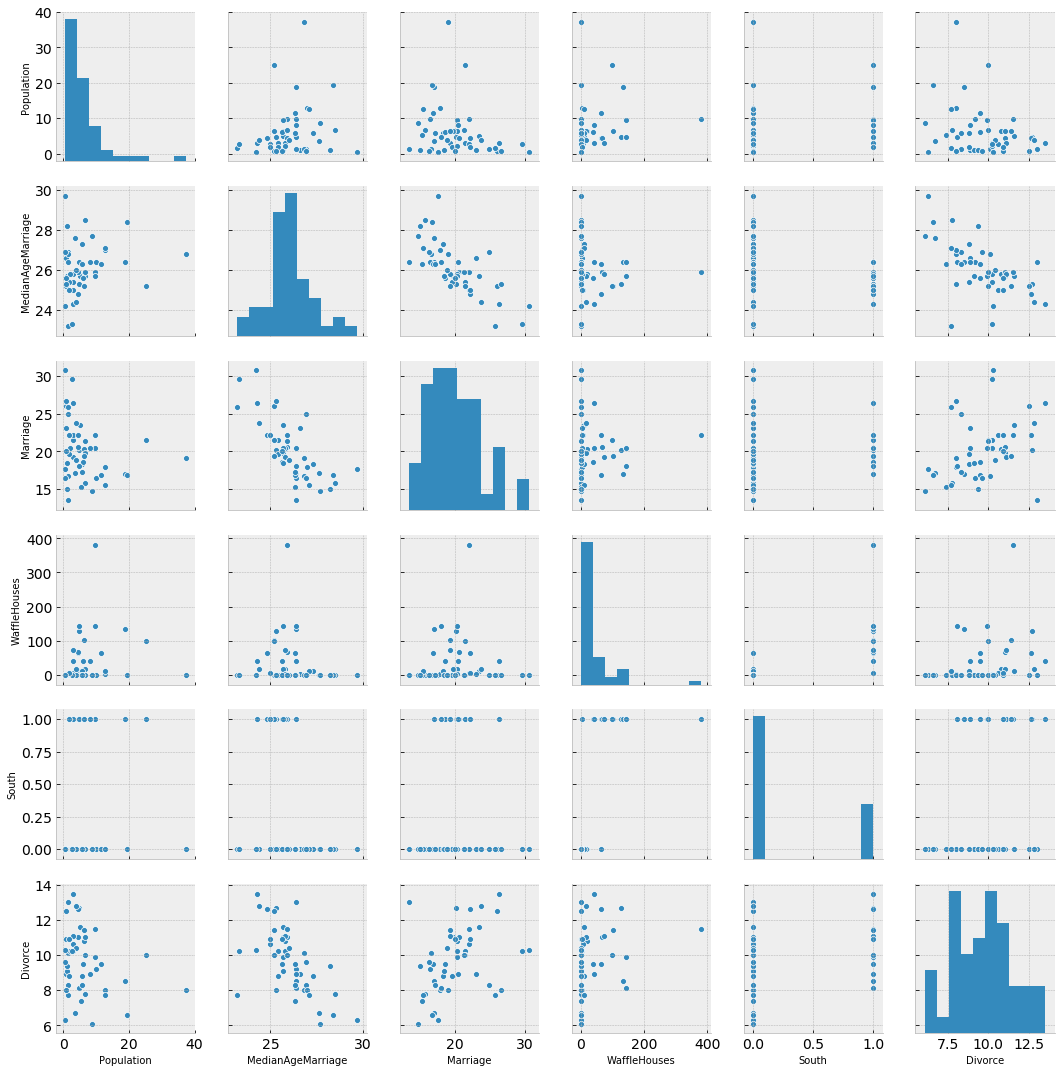 40
30
20
10
0
Population
30
28
26
24
MedianAgeMarriage
30
25
20
15
Marriage
400
300
200
100
0
WaffleHouses
1.00
0.75
0.50
0.25
0.00
South
14
12
10
8
6
Divorce
0 20 40
25 30
20 30
0 200 400
0.0 0.5 1.0
7.5 10.0 12.5
Population MedianAgeMarriage Marriage WaffleHouses South Divorce